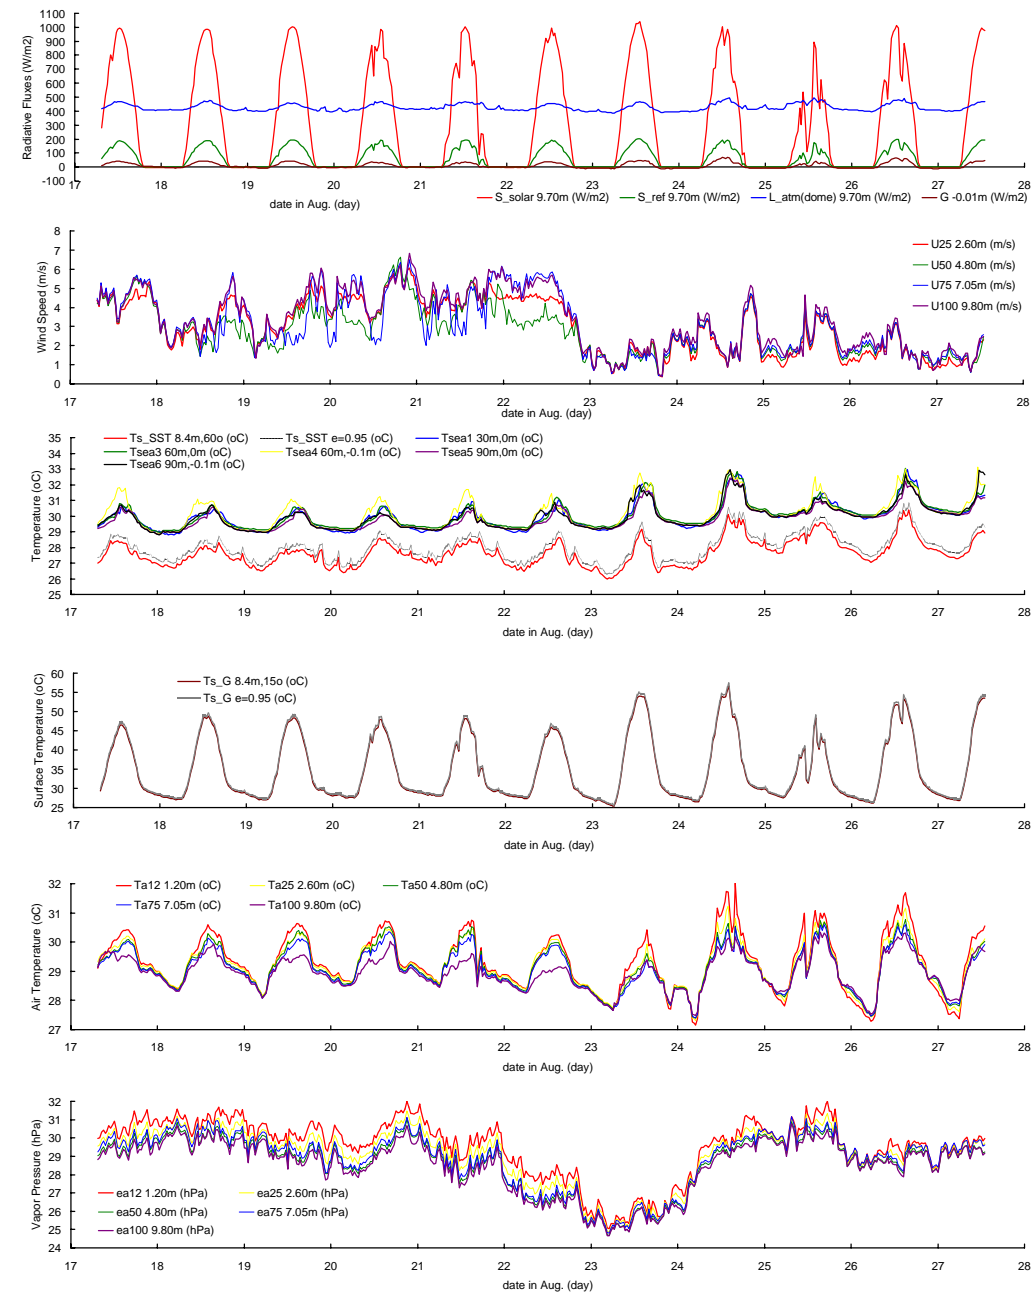 1100
1000
900
800
700
600
500
400
300
200
100
0
-100
Radiative Fluxes (W/m2)
17 18 19 20 21 22 23 24 25 26 27 28
date in Aug. (day)
S_solar 9.70m (W/m2) S_ref 9.70m (W/m2) L_atm(dome) 9.70m (W/m2) G -0.01m (W/m2)
8
7
6
5
4
3
2
1
0
Wind Speed (m/s)
U25 2.60m (m/s)
U50 4.80m (m/s)
U75 7.05m (m/s)
U100 9.80m (m/s)
17 18 19 20 21 22 23 24 25 26 27 28
date in Aug. (day)
35
34
33
32
31
30
29
28
27
26
25
Temperature (oC)
Ts_SST 8.4m,60o (oC) Ts_SST e=0.95 (oC) Tsea1 30m,0m (oC)
Tsea3 60m,0m (oC) Tsea4 60m,-0.1m (oC) Tsea5 90m,0m (oC)
Tsea6 90m,-0.1m (oC)
17 18 19 20 21 22 23 24 25 26 27 28
date in Aug. (day)
60
55
50
45
40
35
30
25
Surface Temperature (oC)
Ts_G 8.4m,15o (oC)
Ts_G e=0.95 (oC)
17 18 19 20 21 22 23 24 25 26 27 28
date in Aug. (day)
32
31
30
29
28
27
Air Temperature (oC)
Ta12 1.20m (oC) Ta25 2.60m (oC) Ta50 4.80m (oC)
Ta75 7.05m (oC) Ta100 9.80m (oC)
17 18 19 20 21 22 23 24 25 26 27 28
date in Aug. (day)
32
31
30
29
28
27
26
25
24
Vapor Pressure (hPa)
ea12 1.20m (hPa) ea25 2.60m (hPa)
ea50 4.80m (hPa) ea75 7.05m (hPa)
ea100 9.80m (hPa)
17 18 19 20 21 22 23 24 25 26 27 28
date in Aug. (day)